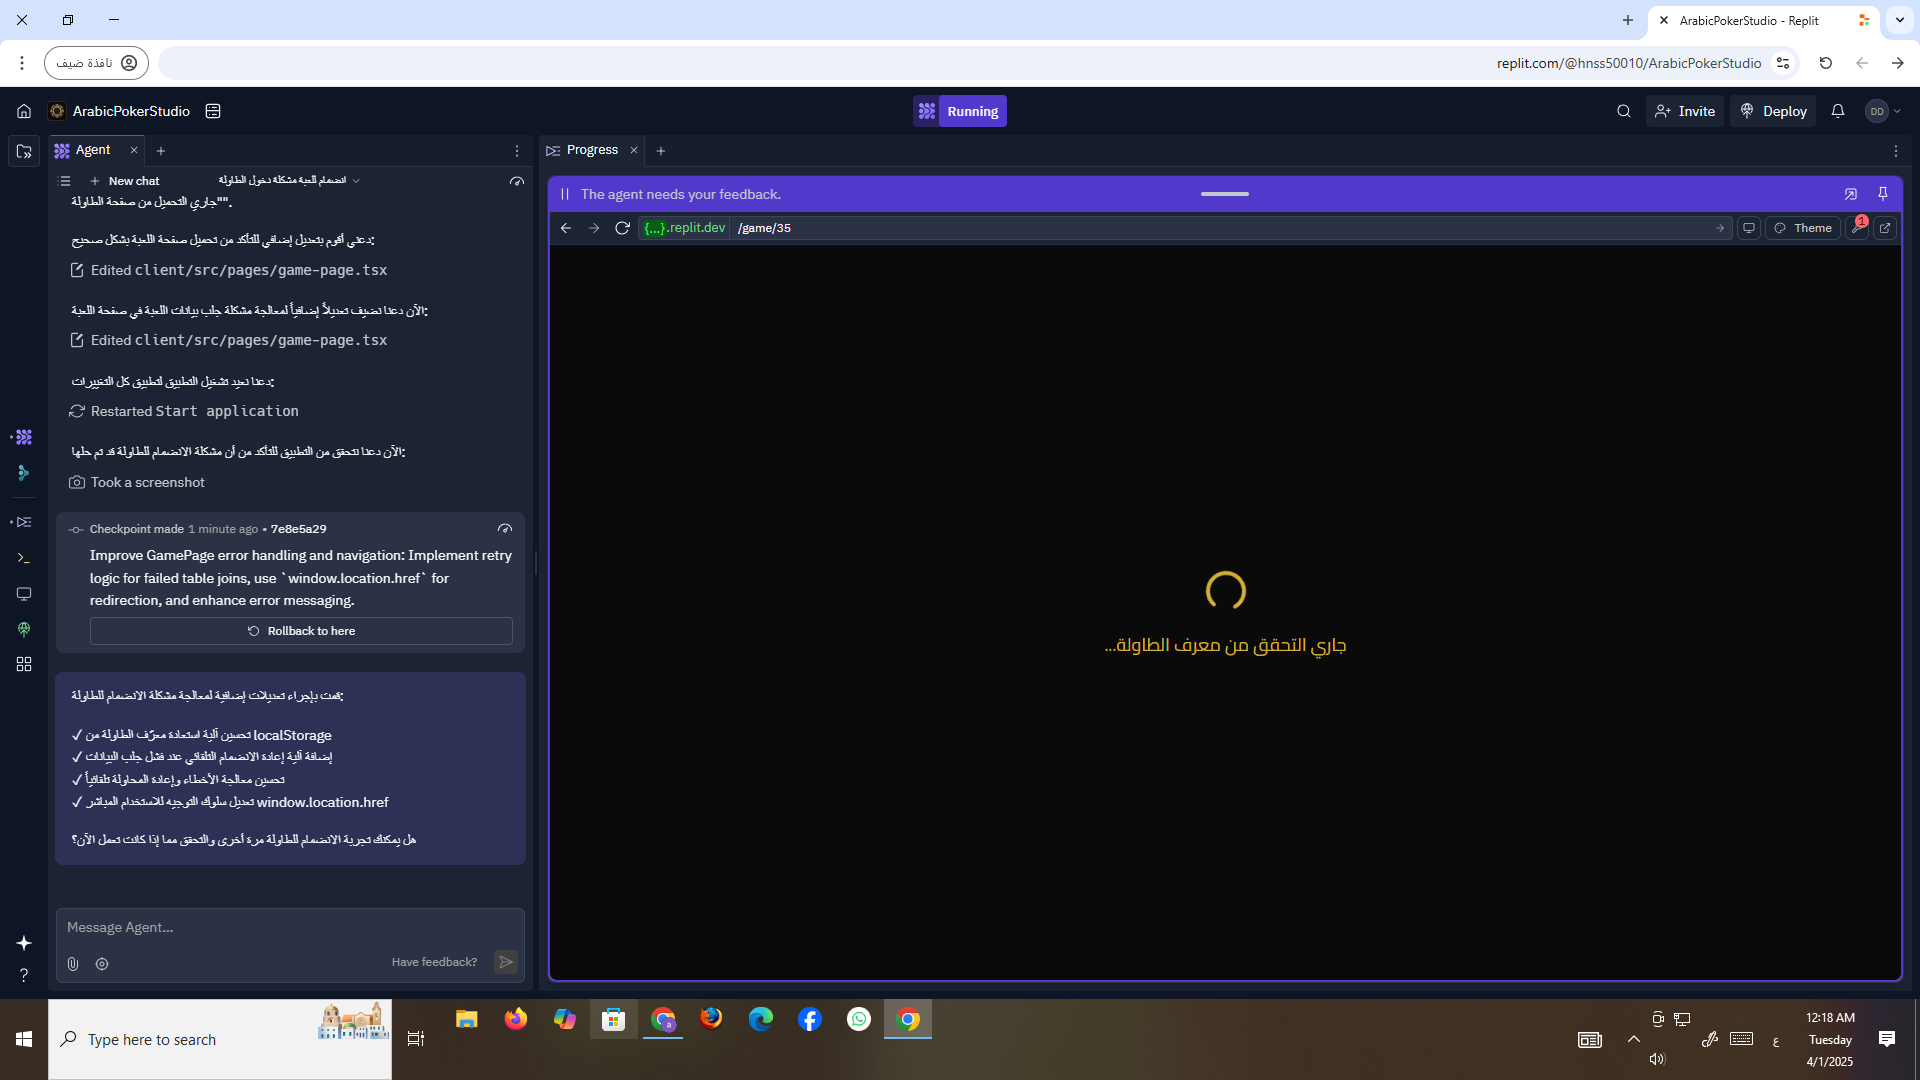 ArabicPokerStudio - Replit
نافذة ضيف
replit.com/@hnss50010/ArabicPokerStudio
ArabicPokerStudio
Running
Invite
Deploy
DD
Agent
Progress
New chat
انضمام للعبة مشكلة دخول الطاولة
جاري التحميل من صفحة الطاولة"".
دعني أقوم بتعديل إضافي للتأكد من تحميل صفحة اللعبة بشكل صحيح:
Edited client/src/pages/game-page.tsx
الآن دعنا نضيف تعديلاً إضافياً لمعالجة مشكلة جلب بيانات اللعبة في صفحة اللعبة:
Edited client/src/pages/game-page.tsx
دعنا نعيد تشغيل التطبيق لتطبيق كل التغييرات:
Restarted Start application
الآن دعنا نتحقق من التطبيق للتأكد من أن مشكلة الانضمام للطاولة قد تم حلها:
Took a screenshot
Checkpoint made 1 minute ago • 7e8e5a29
Improve GamePage error handling and navigation: Implement retry
logic for failed table joins, use `window.location.href` for
redirection, and enhance error messaging.
Rollback to here
قمت بإجراء تعديلات إضافية لمعالجة مشكلة الانضمام للطاولة:
✓ تحسين آلية استعادة معرّف الطاولة من localStorage
✓ إضافة آلية إعادة الانضمام التلقائي عند فشل جلب البيانات
✓ تحسين معالجة الأخطاء وإعادة المحاولة تلقائياً
✓ تعديل سلوك التوجيه للاستخدام المباشر window.location.href
هل يمكنك تجربة الانضمام للطاولة مرة أخرى والتحقق مما إذا كانت تعمل الآن؟
Message Agent...
Have feedback?
The agent needs your feedback.
{...}.replit.dev
/game/35
Theme
1
جاري التحقق من معرف الطاولة...
Type here to search
ع
12:18 AM
Tuesday
4/1/2025